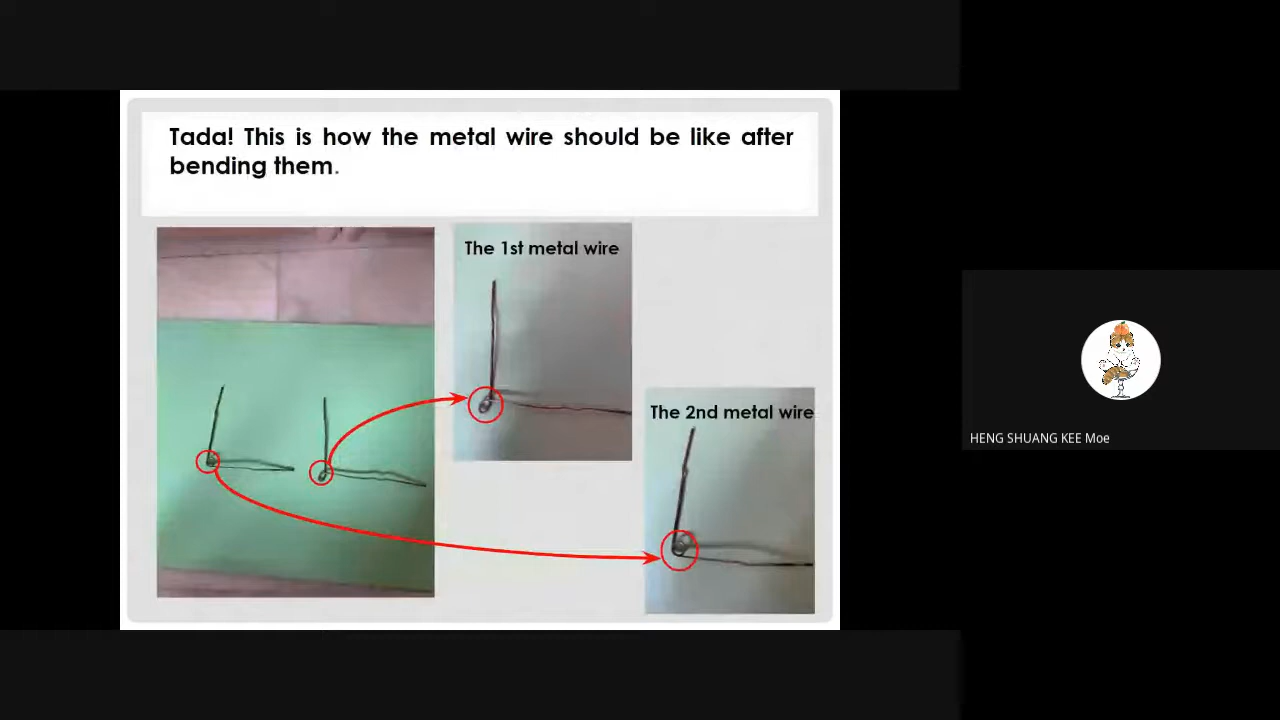 Tada! This is how the metal wire should be like after
bending them.
The 1st metal wire
The 2nd metal wire
HENG SHUANG KEE Moe